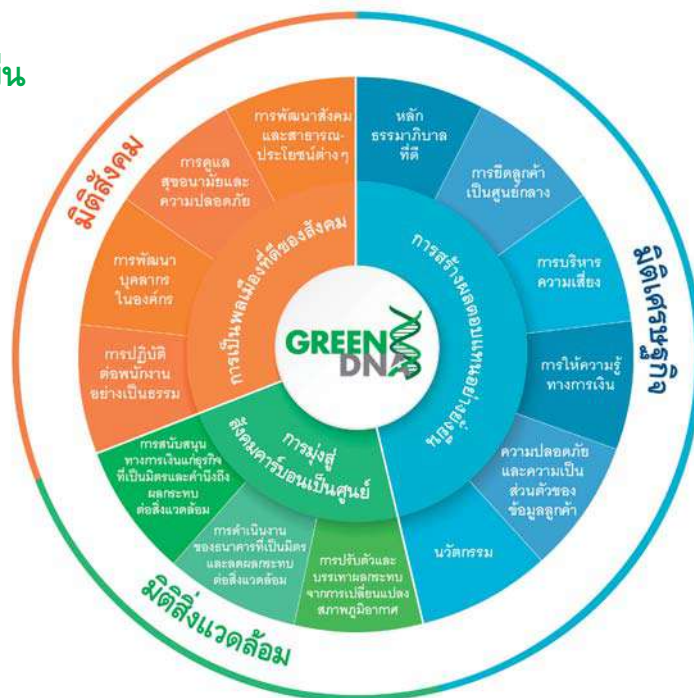 มิติสังคม
การพัฒนาสังคม
และสาธารณ-
ประโยชน์ต่างๆ
การดูแล
สุขอนามัยและ
ความปลอดภัย
การพัฒนา
บุคลากร
ในองค์กร
การปฏิบัติ
ต่อพนักงาน
อย่างเป็นธรรม
การเป็นพลเมืองที่ดีของสังคม
หลัก
ธรรมาภิบาล
ที่ดี
การยึดลูกค้า
เป็นศูนย์กลาง
การบริหาร
ความเสี่ยง
การให้ความรู้
ทางการเงิน
ความปลอดภัย
และความเป็น
ส่วนตัวของ
ข้อมูลลูกค้า
นวัตกรรม
การสร้างผลตอบแทนอย่างยั่งยืน
มิติเศรษฐกิจ
GREEN
DNA
การมุ่งสู่
สังคมคาร์บอนเป็นศูนย์
การสนับสนุน
ทางการเงินแก่ธุรกิจ
ที่เป็นมิตรและคำนึงถึง
ผลกระทบ
ต่อสิ่งแวดล้อม
การดำเนินงาน
ของธนาคารที่เป็นมิตร
และลดผลกระทบ
ต่อสิ่งแวดล้อม
การปรับตัวและ
บรรเทาผลกระทบ
จากการเปลี่ยนแปลง
สภาพภูมิอากาศ
มิติสิ่งแวดล้อม